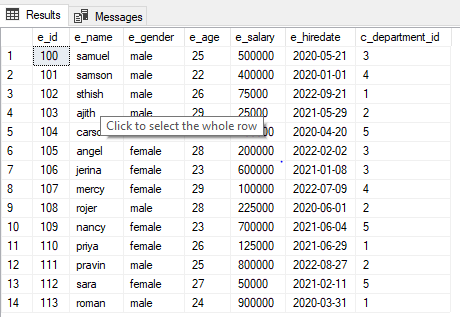 Results Messages
e_id e_name e_gender e_age e_salary e_hiredate c_department_id
1 100 samuel male 25 500000 2020-05-21 3
2 101 samson male 22 400000 2020-01-01 4
3 102 sthish male 26 75000 2022-09-21 1
4 103 ajith male 29 25000 2021-05-29 2
5 104 2020-04-20 5
Click to select the whole row
6 105 angel female 28 200000 2022-02-02 3
7 106 jerina female 23 600000 2021-01-08 3
8 107 mercy female 29 100000 2022-07-09 4
9 108 rojer male 28 225000 2020-06-01 2
10 109 nancy female 23 700000 2021-06-04 5
11 110 priya female 26 125000 2021-06-29 1
12 111 pravin male 25 800000 2022-08-27 2
13 112 sara female 27 50000 2021-02-11 5
14 113 roman male 24 900000 2020-03-31 1